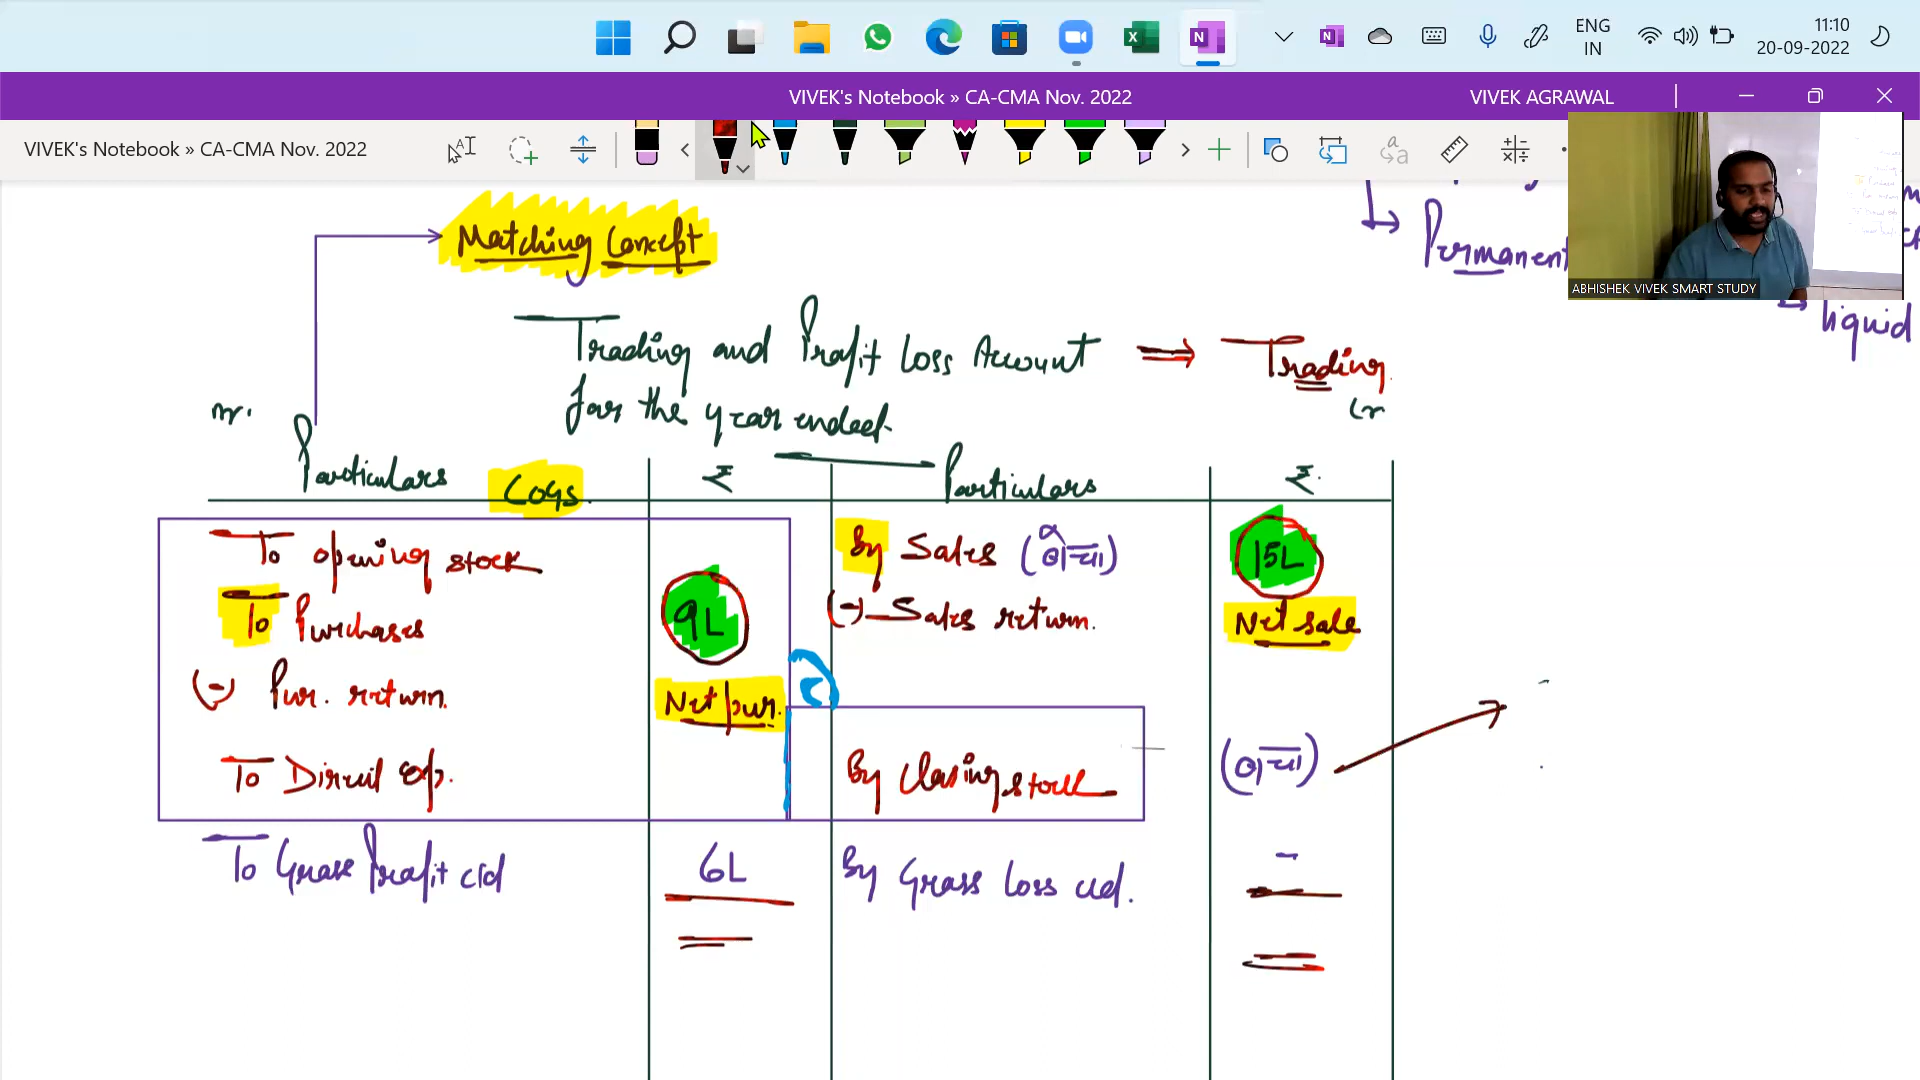 11:10
ENG
IN
20-09-2022
VIVEK's Notebook » CA-CMA Nov. 2022
VIVEK AGRAWAL
VIVEK's Notebook » CA-CMA Nov. 2022
ABHISHEK VIVEK SMART STUDY
Matching Concept
Permanent
liquid
Trading and Profit Loss Account ⇒ Trading
for the year ended
Dr.
Cr
Particulars ₹ Particulars ₹.
COGS.
To opening stock
By Sales (बेचा) 15L
To Purchases 9L
(-) Sales return. Net sale
(-) Pur. return. Net pur.
To Direct Exp.
By Closing stock (बचा)
To Gross Profit c/d 6L By Gross Loss c/d. -